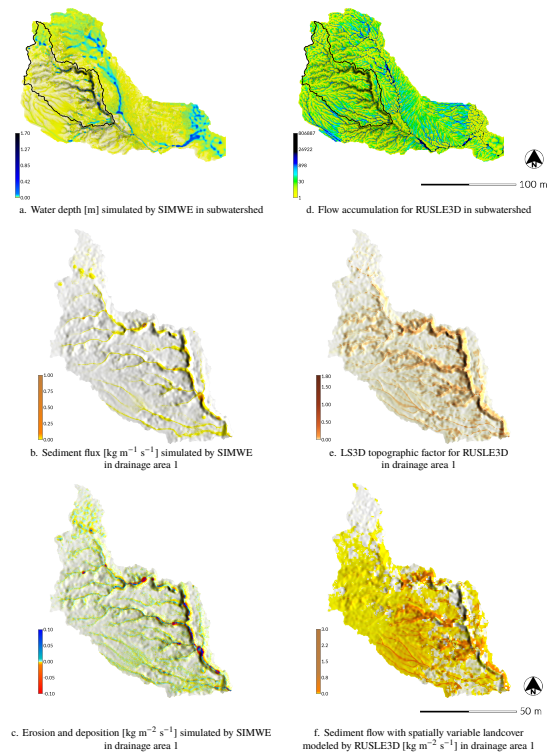 1.70
1.27
0.85
0.42
0.00
806887
26922
898
30
1
100 m
a. Water depth [m] simulated by SIMWE in subwatershed
d. Flow accumulation for RUSLE3D in subwatershed
1.00
0.75
0.50
0.25
0.00
1.80
1.50
1.00
0.50
0.00
b. Sediment flux [kg m−1 s−1] simulated by SIMWE
in drainage area 1
e. LS3D topographic factor for RUSLE3D
in drainage area 1
0.10
0.05
0.00
-0.05
-0.10
3.0
2.3
1.5
0.8
0.0
50 m
c. Erosion and deposition [kg m−2 s−1] simulated by SIMWE
in drainage area 1
f. Sediment flow with spatially variable landcover
modeled by RUSLE3D [kg m−2 s−1] in drainage area 1